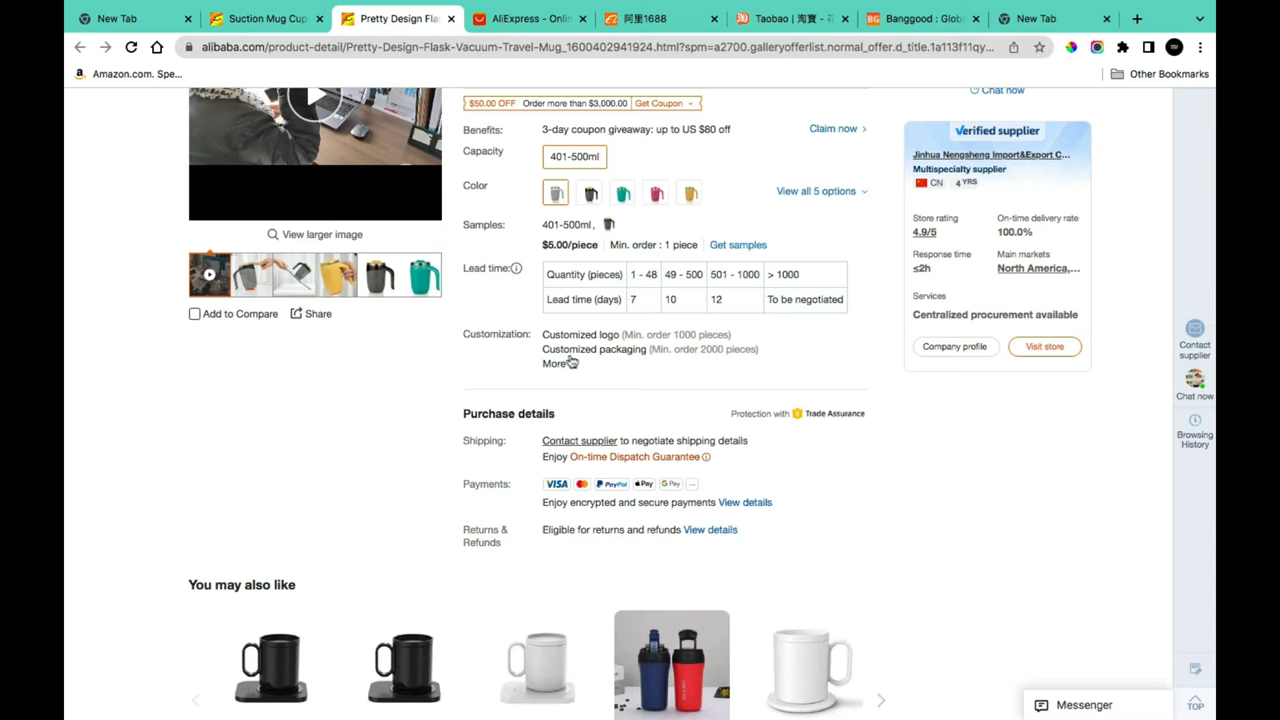 New Tab
Suction Mug Cup
Pretty Design Fla
AliExpress - Onlin
阿里1688
Taobao | 淘寶 - 花
Banggood : Globa
New Tab
alibaba.com/product-detail/Pretty-Design-Flask-Vacuum-Travel-Mug_1600402941924.html?spm=a2700.galleryofferlist.normal_offer.d_title.1a113f11qy...
Amazon.com. Spe...
Other Bookmarks
$50.00 OFF Order more than $3,000.00 Get Coupon
Benefits: 3-day coupon giveaway: up to US $80 off Claim now >
Capacity 401-500ml
Color View all 5 options
Samples: 401-500ml,
$5.00/piece Min. order : 1 piece Get samples
Lead time: Quantity (pieces) 1 - 48 49 - 500 501 - 1000 > 1000
Lead time (days) 7 10 12 To be negotiated
Customization: Customized logo (Min. order 1000 pieces)
Customized packaging (Min. order 2000 pieces)
More
View larger image
Add to Compare Share
Purchase details Protection with Trade Assurance
Shipping: Contact supplier to negotiate shipping details
Enjoy On-time Dispatch Guarantee
Payments: VISA PayPal Pay G Pay ...
Enjoy encrypted and secure payments View details
Returns & Refunds Eligible for returns and refunds View details
Chat now
Verified supplier
Jinhua Nengsheng Import&Export C...
Multispecialty supplier
CN 4 YRS
Store rating On-time delivery rate
4.9/5 100.0%
Response time Main markets
≤2h North America,...
Services
Centralized procurement available
Company profile Visit store
Contact supplier
Chat now
Browsing History
You may also like
Messenger
TOP